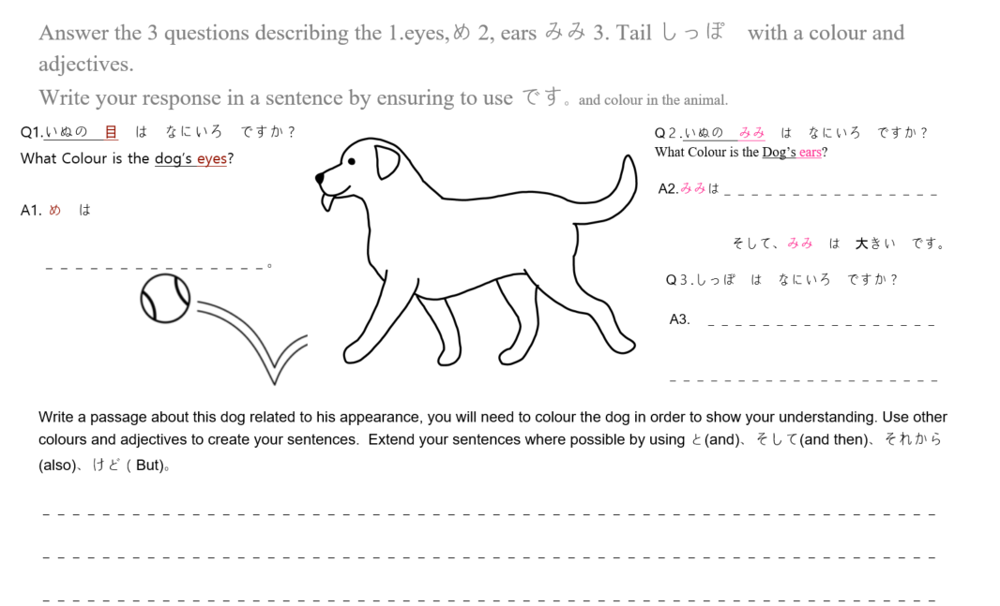 Answer the 3 questions describing the 1.eyes,め 2, ears みみ 3. Tail しっぽ　with a colour and
adjectives.
Write your response in a sentence by ensuring to use です。and colour in the animal.
Q1.いぬの　目　は　なにいろ　ですか？
What Colour is the dog's eyes?
A1. め　は
_ _ _ _ _ _ _ _ _ _ _ _ _ _ _。
Q２.いぬの　みみ　は　なにいろ　ですか？
What Colour is the Dog's ears?
A2.みみは _ _ _ _ _ _ _ _ _ _ _ _ _ _ _
そして、みみ　は　大きい　です。
Q３.しっぽ　は　なにいろ　ですか？
A3. _ _ _ _ _ _ _ _ _ _ _ _ _ _ _ _
Write a passage about this dog related to his appearance, you will need to colour the dog in order to show your understanding. Use other
colours and adjectives to create your sentences. Extend your sentences where possible by using と(and)、そして(and then)、それから
(also)、けど ( But)。